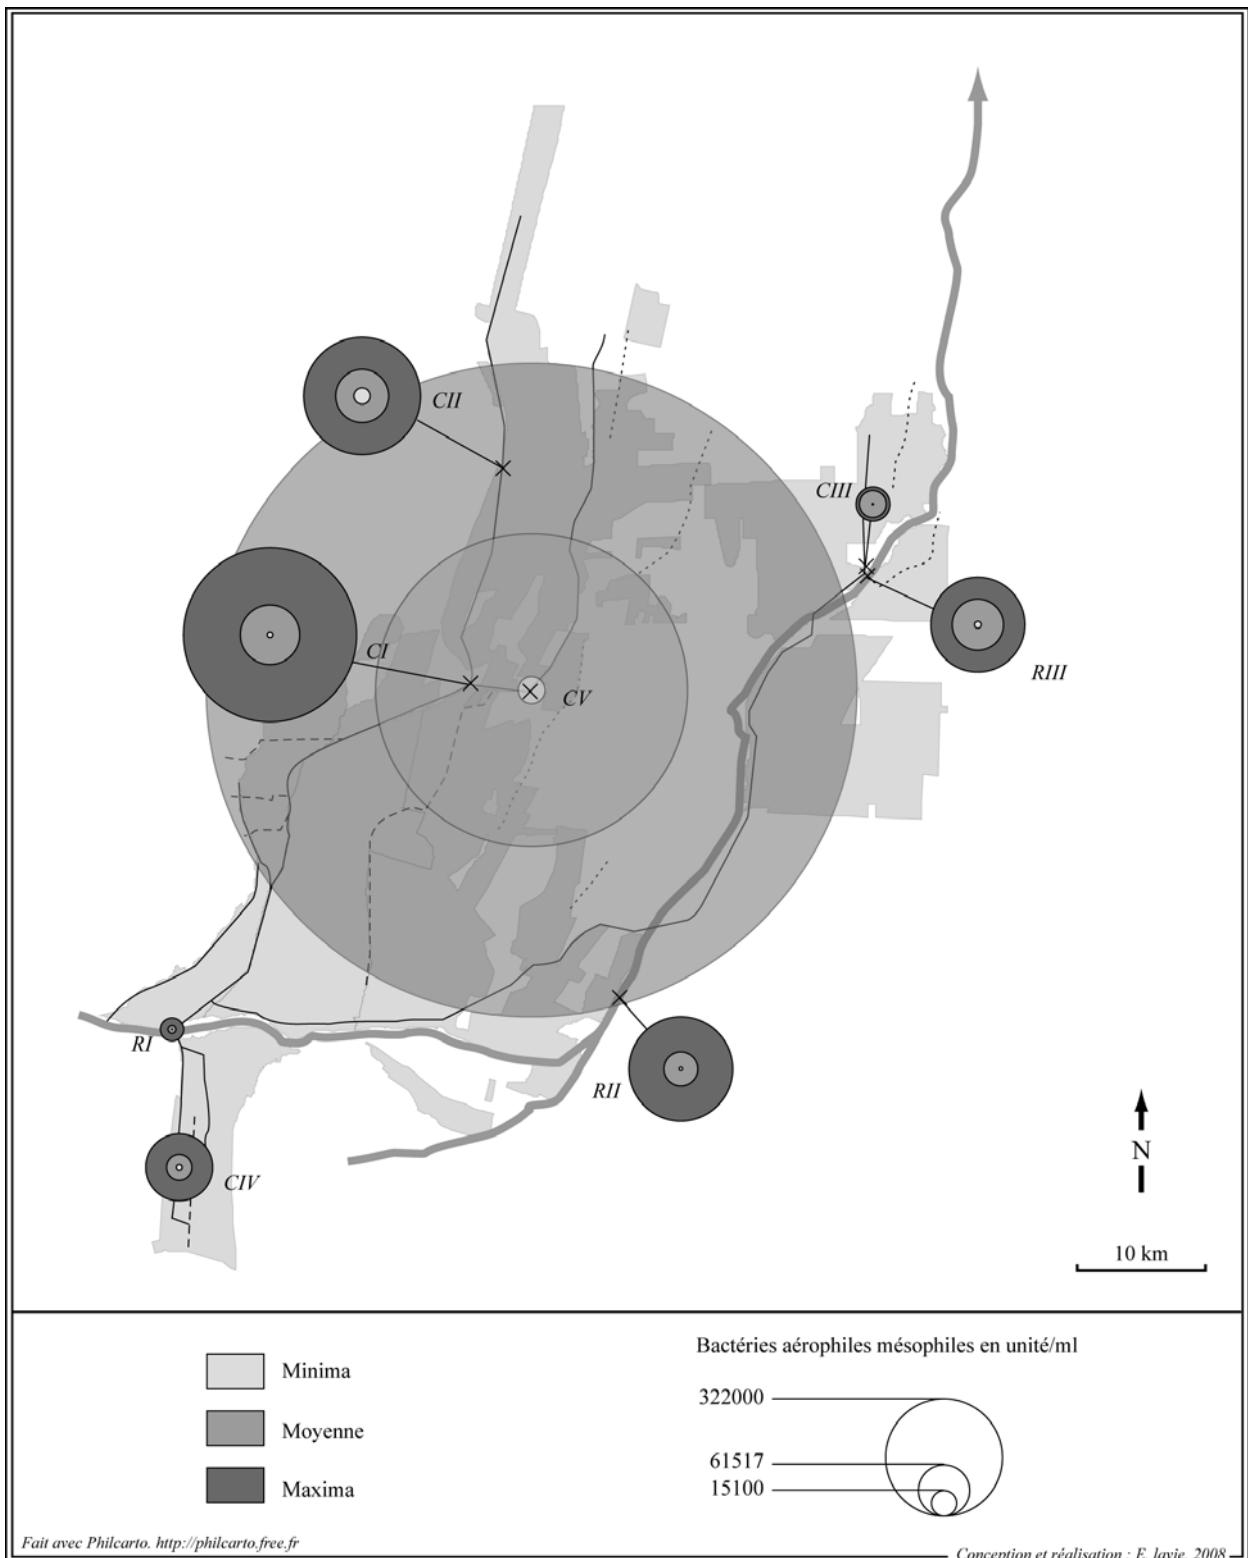 CII
CIII
CI
CV
RIII
RI
RII
CIV
N
10 km
Bactéries aérophiles mésophiles en unité/ml
Minima
322000
Moyenne
61517
15100
Maxima
Fait avec Philcarto. http://philcarto.free.fr
Conception et réalisation : E. lavie, 2008